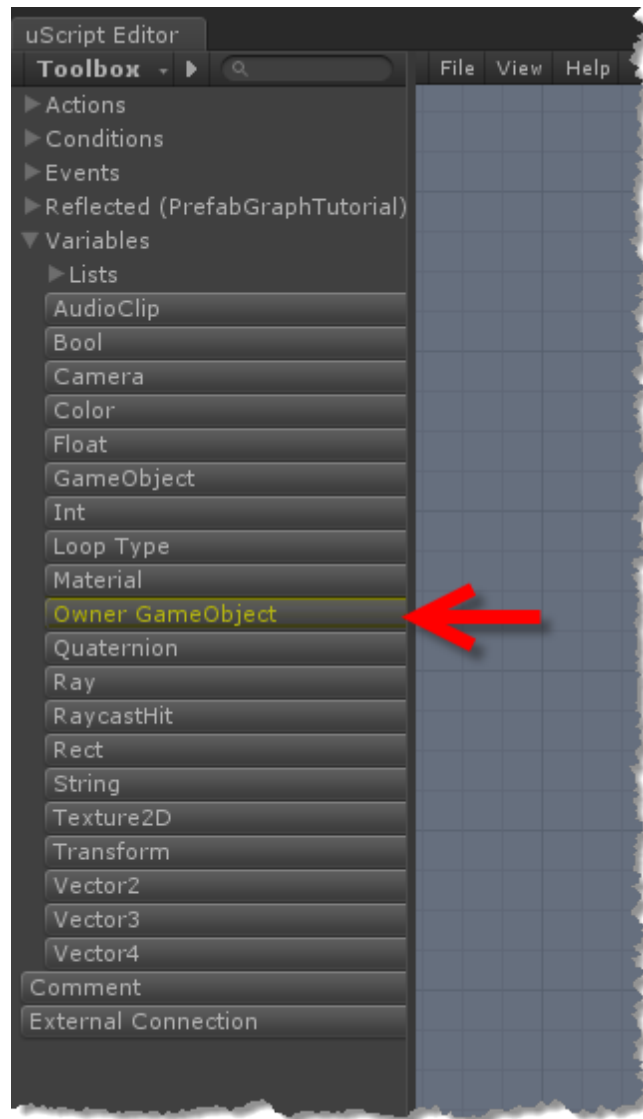 uScript Editor
Toolbox File View Help
Actions
Conditions
Events
Reflected (PrefabGraphTutorial)
Variables
Lists
AudioClip
Bool
Camera
Color
Float
GameObject
Int
Loop Type
Material
Owner GameObject
Quaternion
Ray
RaycastHit
Rect
String
Texture2D
Transform
Vector2
Vector3
Vector4
Comment
External Connection